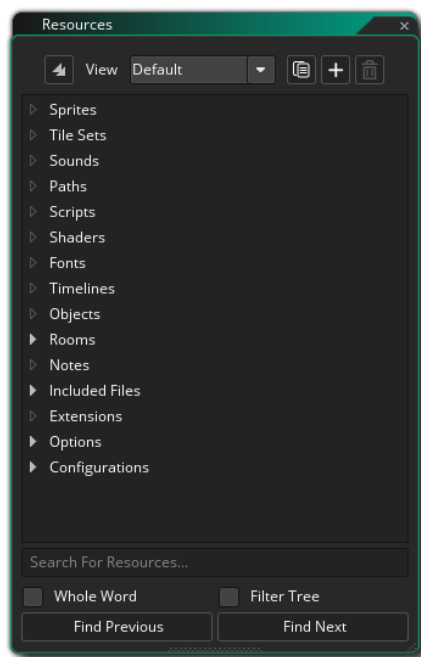 Resources
View Default
Sprites
Tile Sets
Sounds
Paths
Scripts
Shaders
Fonts
Timelines
Objects
Rooms
Notes
Included Files
Extensions
Options
Configurations
Search For Resources...
Whole Word Filter Tree
Find Previous Find Next